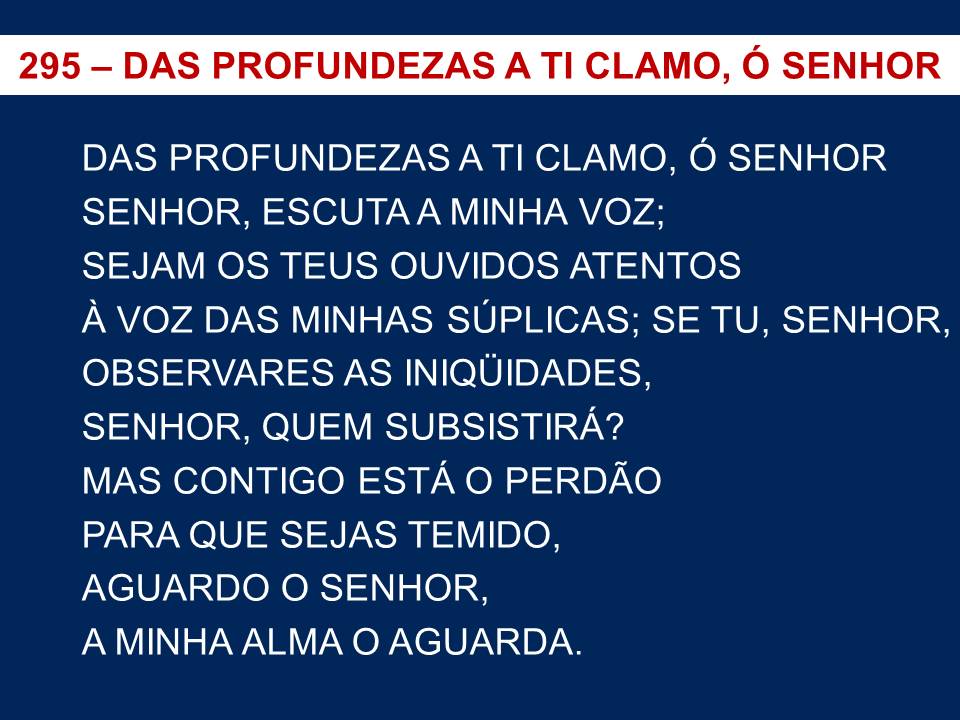 295 – DAS PROFUNDEZAS A TI CLAMO, Ó SENHOR
DAS PROFUNDEZAS A TI CLAMO, Ó SENHOR
SENHOR, ESCUTA A MINHA VOZ;
SEJAM OS TEUS OUVIDOS ATENTOS
À VOZ DAS MINHAS SÚPLICAS; SE TU, SENHOR,
OBSERVARES AS INIQÜIDADES,
SENHOR, QUEM SUBSISTIRÁ?
MAS CONTIGO ESTÁ O PERDÃO
PARA QUE SEJAS TEMIDO,
AGUARDO O SENHOR,
A MINHA ALMA O AGUARDA.